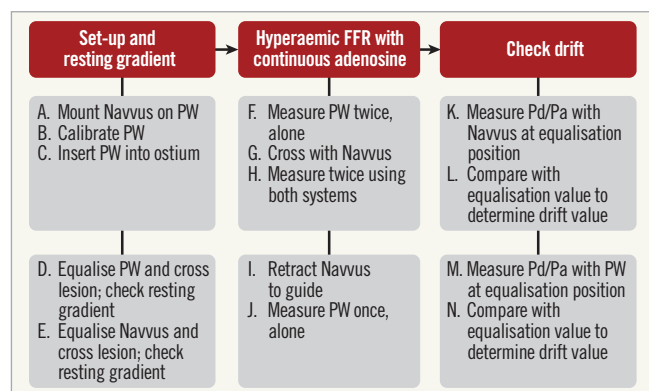 Set-up and
resting gradient
A. Mount Navvus on PW
B. Calibrate PW
C. Insert PW into ostium
D. Equalise PW and cross
lesion; check resting
gradient
E. Equalise Navvus and
cross lesion; check
resting gradient
Hyperaemic FFR with
continuous adenosine
F. Measure PW twice,
alone
G. Cross with Navvus
H. Measure twice using
both systems
I. Retract Navvus
to guide
J. Measure PW once,
alone
Check drift
K. Measure Pd/Pa with
Navvus at equalisation
position
L. Compare with
equalisation value to
determine drift value
M. Measure Pd/Pa with PW
at equalisation position
N. Compare with
equalisation value to
determine drift value